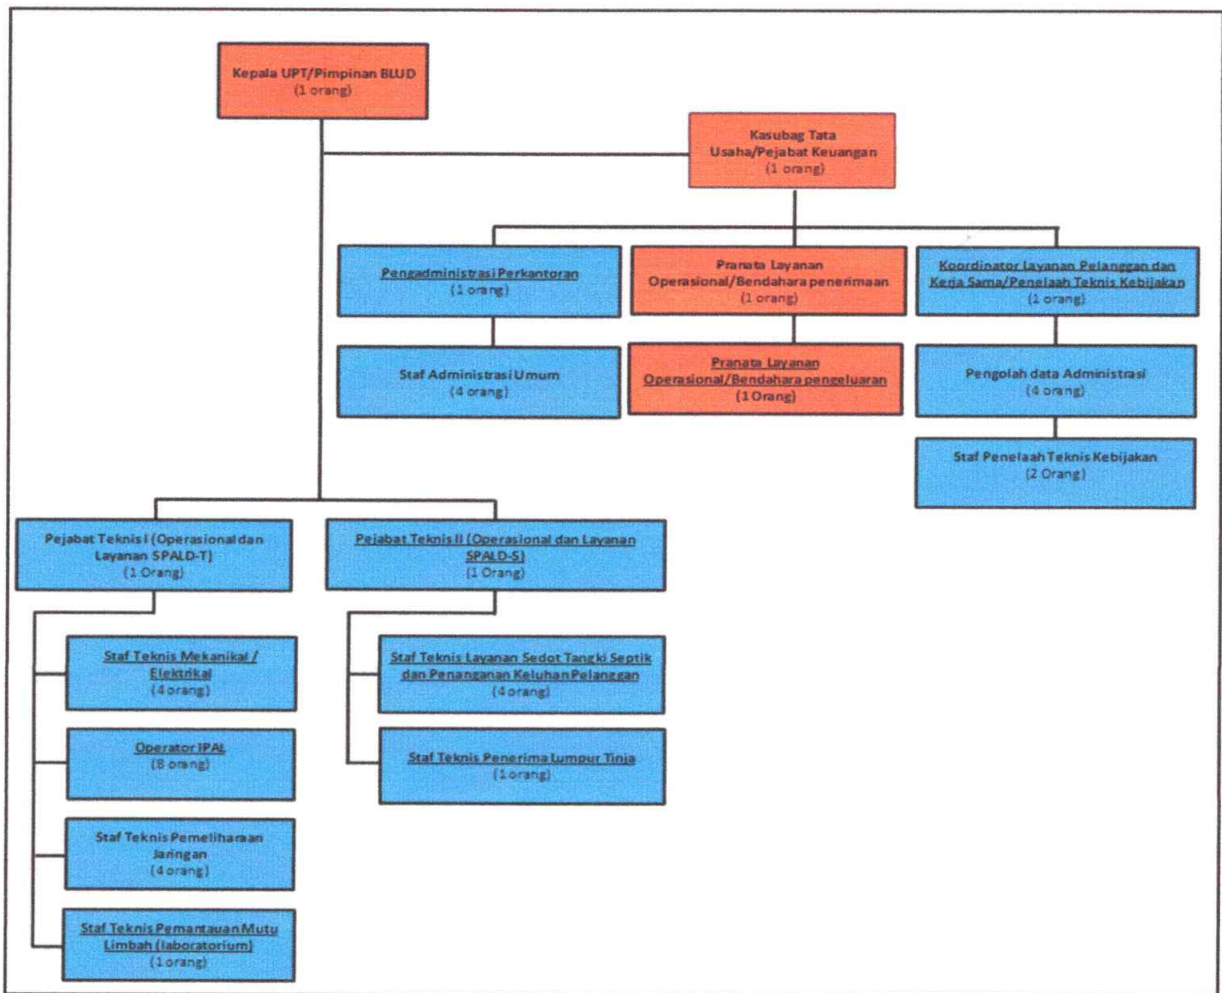 Kepala UPT/Pimpinan BLUD
(1 orang)
Kasubag Tata
Usaha/Pejabat Keuangan
(1 orang)
Pengadministrasi Perkantoran
(1 orang)
Pranata Layanan
Operasional/Bendahara penerimaan
(1 orang)
Koordinator Layanan Pelanggan dan
Kerja Sama/Penelaah Teknis Kebijakan
(1 orang)
Staf Administrasi Umum
(4 orang)
Pranata Layanan
Operasional/Bendahara pengeluaran
(1 Orang)
Pengolah data Administrasi
(4 orang)
Staf Penelaah Teknis Kebijakan
(2 Orang)
Pejabat Teknis I (Operasional dan
Layanan SPALD-T)
(1 Orang)
Pejabat Teknis II (Operasional dan Layanan
SPALD-S)
(1 Orang)
Staf Teknis Mekanikal /
Elektrikal
(4 orang)
Operator IPAL
(8 orang)
Staf Teknis Pemeliharaan
Jaringan
(4 orang)
Staf Teknis Pemantauan Mutu
Limbah (laboratorium)
(1 orang)
Staf Teknis Layanan Sedot Tangki Septik
dan Penanganan Keluhan Pelanggan
(4 orang)
Staf Teknis Penerima Lumpur Tinja
(1 orang)